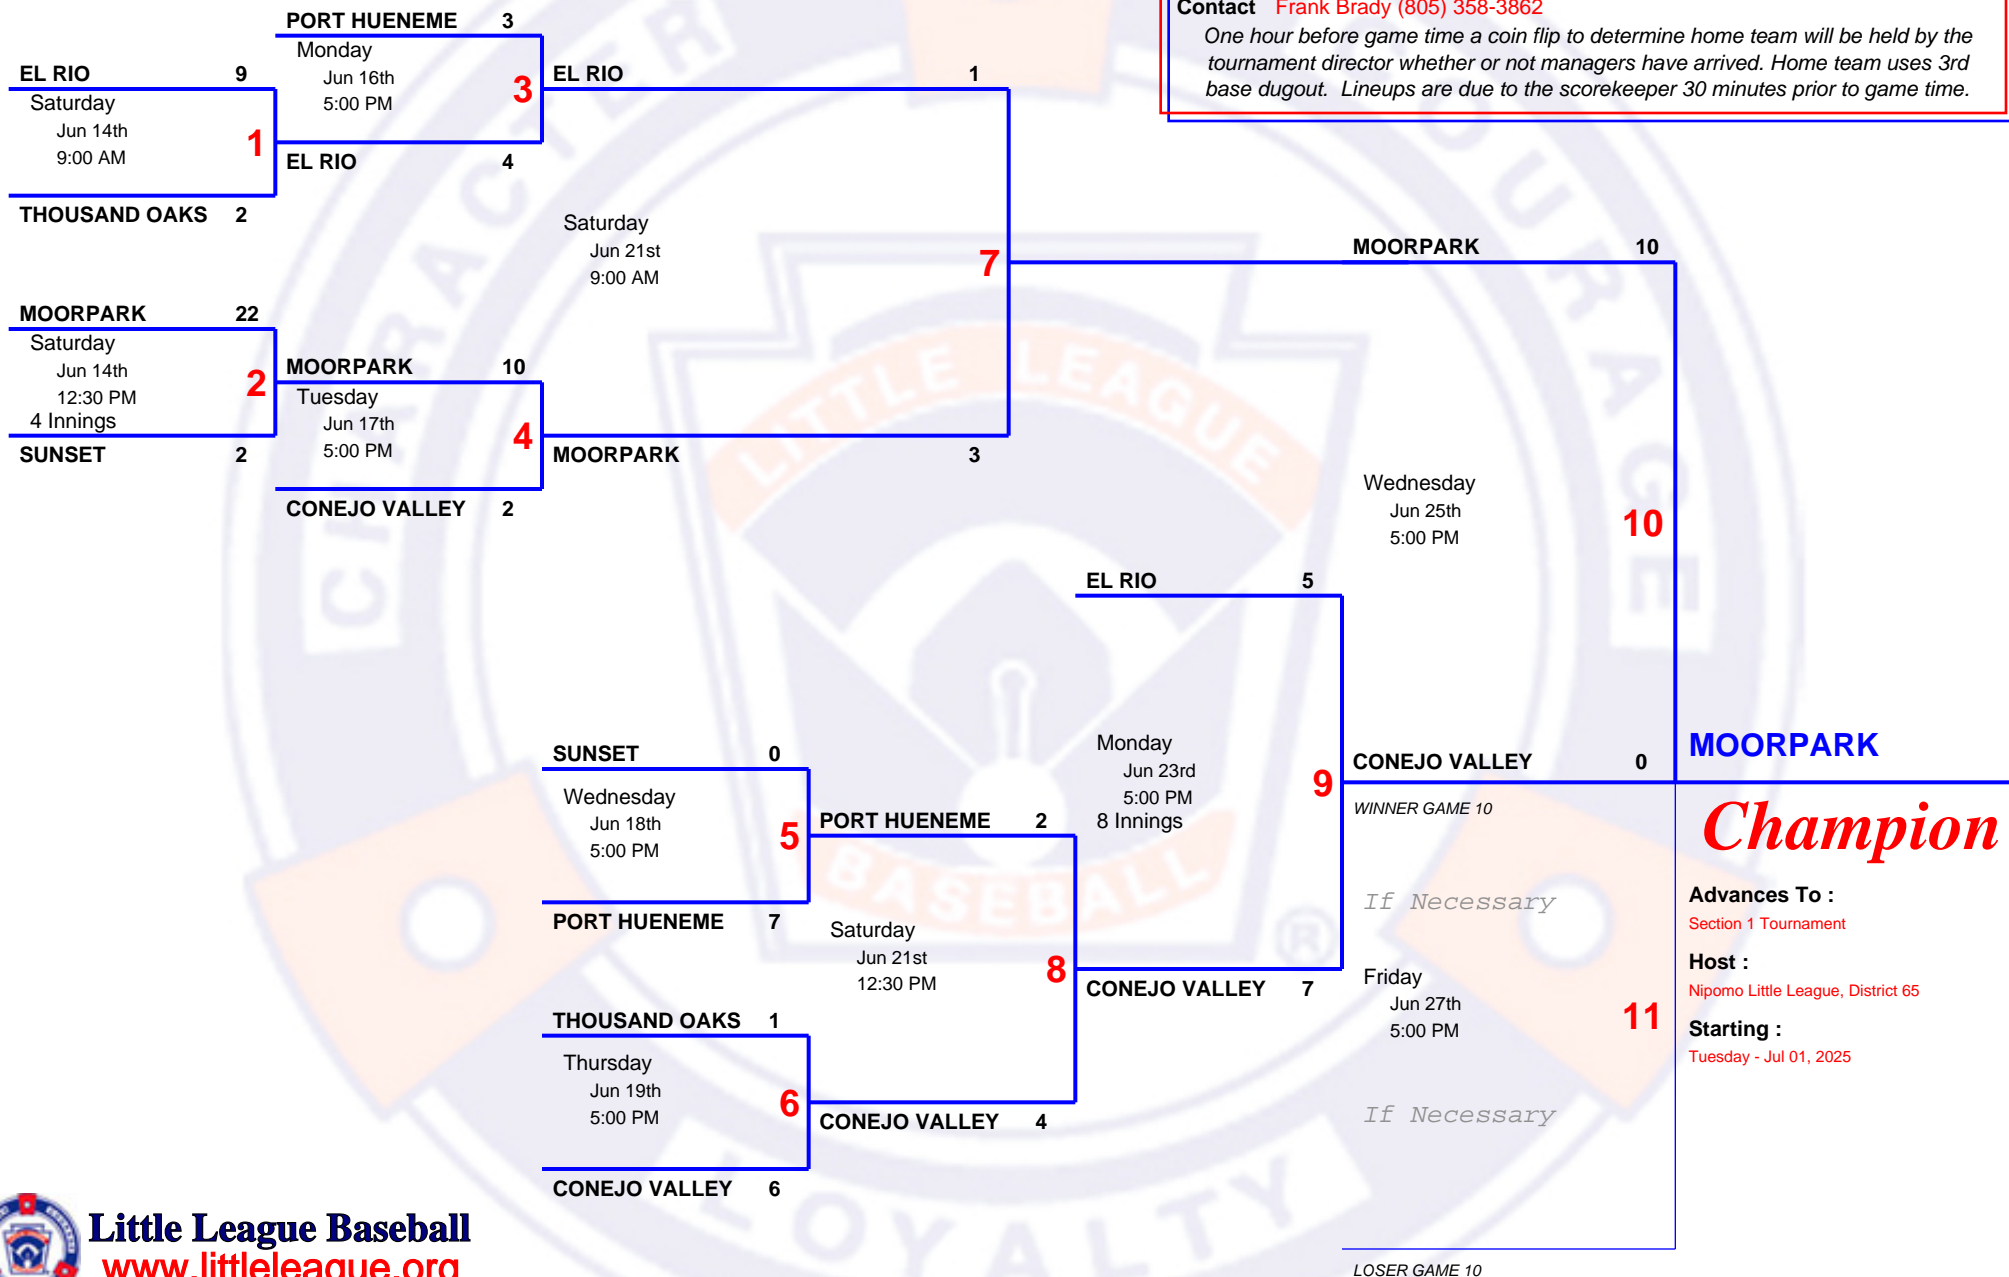 Contact Frank Brady (805) 358-3862
One hour before game time a coin flip to determine home team will be held by the
tournament director whether or not managers have arrived. Home team uses 3rd
base dugout. Lineups are due to the scorekeeper 30 minutes prior to game time.
PORT HUENEME 3
Monday
Jun 16th
5:00 PM
3
EL RIO 4
EL RIO 9
Saturday
Jun 14th
9:00 AM
1
THOUSAND OAKS 2
EL RIO 1
Saturday
Jun 21st
9:00 AM
7
MOORPARK 3
MOORPARK 22
Saturday
Jun 14th
12:30 PM
4 Innings
2
SUNSET 2
MOORPARK 10
Tuesday
Jun 17th
5:00 PM
4
CONEJO VALLEY 2
MOORPARK 10
Wednesday
Jun 25th
5:00 PM
10
CONEJO VALLEY 0
EL RIO 5
Monday
Jun 23rd
5:00 PM
8 Innings
9
CONEJO VALLEY 7
SUNSET 0
Wednesday
Jun 18th
5:00 PM
5
PORT HUENEME 7
PORT HUENEME 2
Saturday
Jun 21st
12:30 PM
8
CONEJO VALLEY 4
THOUSAND OAKS 1
Thursday
Jun 19th
5:00 PM
6
CONEJO VALLEY 6
WINNER GAME 10
If Necessary
Friday
Jun 27th
5:00 PM
11
If Necessary
LOSER GAME 10
MOORPARK
Champion
Advances To :
Section 1 Tournament
Host :
Nipomo Little League, District 65
Starting :
Tuesday - Jul 01, 2025
CHARACTER
COURAGE
LOYALTY
LITTLE LEAGUE
BASEBALL
®
Little League Baseball
www.littleleague.org